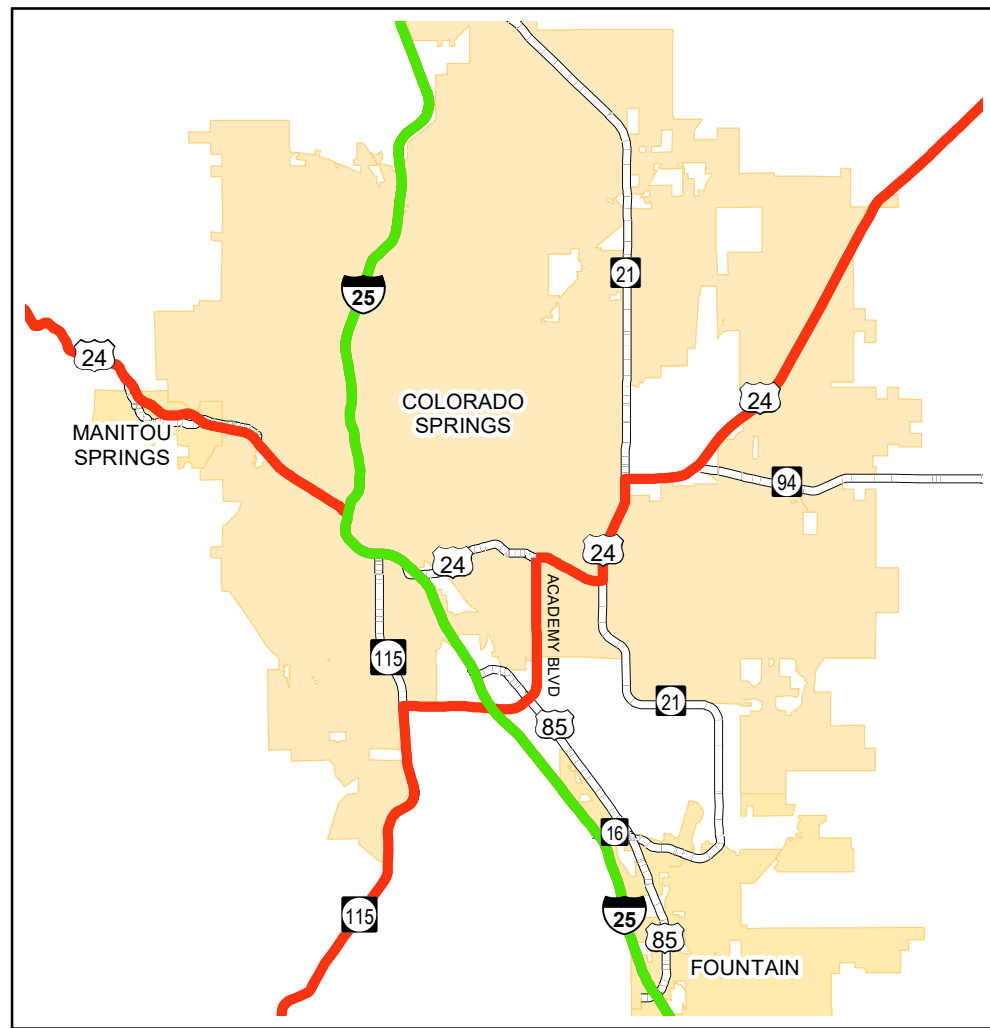 21
25
24
24
COLORADO
SPRINGS
MANITOU
SPRINGS
94
24
24
ACADEMY BLVD
115
21
85
16
115
25
85
FOUNTAIN